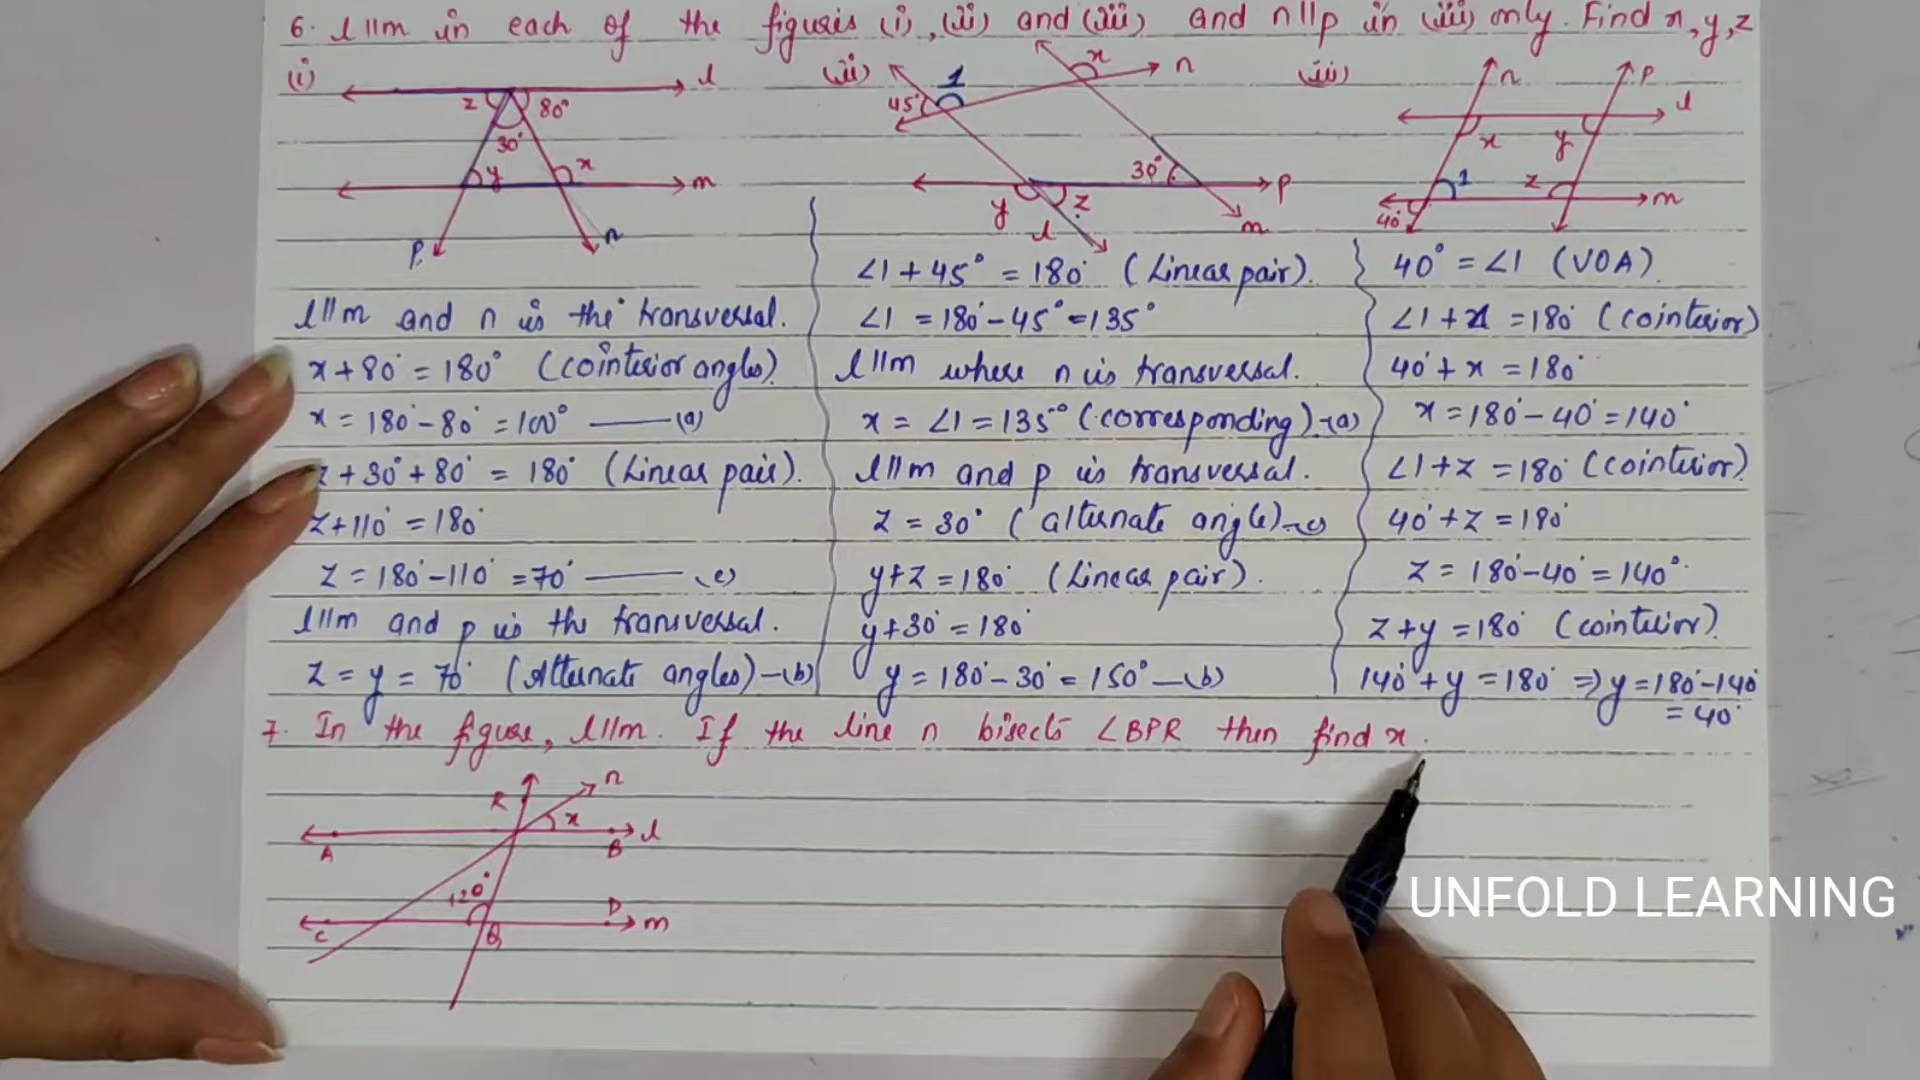 6. l||m in each of the figures (i), (ii) and (iii) and n||p in (iii) only. Find x, y, z
(i)
l
z
80°
30°
y
x
m
P
n
(ii)
1
x
n
45°
30°
P
y
z
l
m
(iii)
n
P
l
x
y
1
z
m
40°
l||m and n is the transversal.
x + 80° = 180° (cointerior angles).
x = 180° - 80° = 100° —— (a)
z + 30° + 80° = 180° (Linear pair).
z + 110° = 180°
z = 180° - 110° = 70° —— (c)
l||m and p is the transversal.
z = y = 70° (Alternate angles) — (b)
∠1 + 45° = 180° (Linear pair).
∠1 = 180° - 45° = 135°
l||m where n is transversal.
x = ∠1 = 135° (corresponding) - (a)
l||m and p is transversal.
z = 30° (alternate angle) - (c)
y + z = 180° (Linear pair).
y + 30° = 180°
y = 180° - 30° = 150° — (b)
40° = ∠1 (VOA)
∠1 + x = 180° (cointerior)
40° + x = 180°
x = 180° - 40° = 140°
∠1 + z = 180° (cointerior)
40° + z = 180°
z = 180° - 40° = 140°.
z + y = 180° (cointerior)
140° + y = 180° ⇒ y = 180° - 140°
= 40°
7. In the figure, l||m. If the line n bisects ∠BPR then find x.
R
n
x
l
A
B
120°
D
C
Q
m
UNFOLD LEARNING